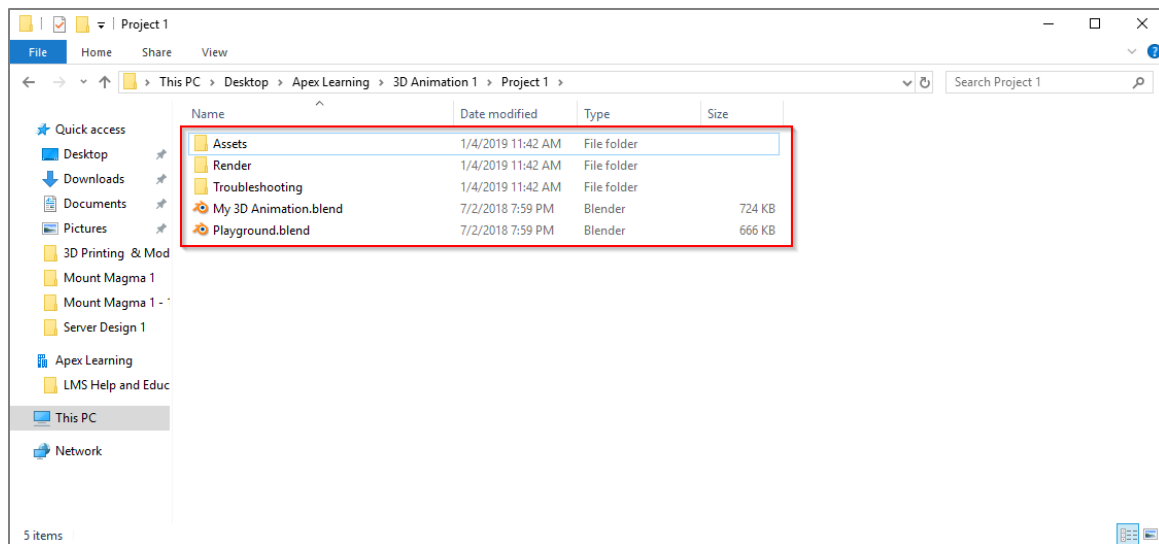 Project 1
File Home Share View
This PC > Desktop > Apex Learning > 3D Animation 1 > Project 1 >
Search Project 1
Name Date modified Type Size
Quick access
Desktop
Downloads
Documents
Pictures
3D Printing & Mod
Mount Magma 1
Mount Magma 1 - 1
Server Design 1
Apex Learning
LMS Help and Educ
This PC
Network
Assets 1/4/2019 11:42 AM File folder
Render 1/4/2019 11:42 AM File folder
Troubleshooting 1/4/2019 11:42 AM File folder
My 3D Animation.blend 7/2/2018 7:59 PM Blender 724 KB
Playground.blend 7/2/2018 7:59 PM Blender 666 KB
5 items